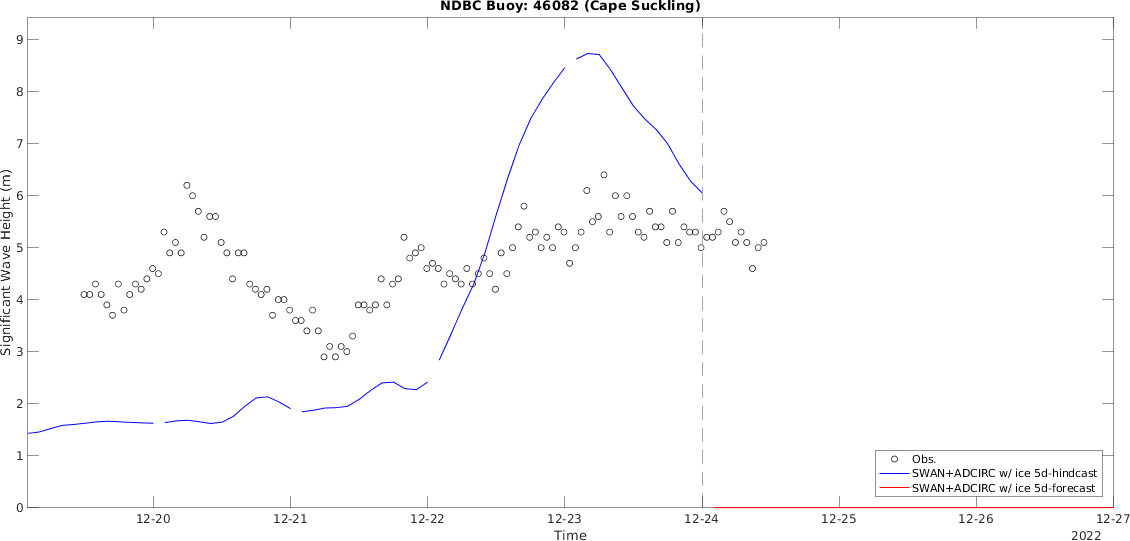 NDBC Buoy: 46082 (Cape Suckling)
Significant Wave Height (m)
9
8
7
6
5
4
3
2
1
0
Obs.
SWAN+ADCIRC w/ ice 5d-hindcast
SWAN+ADCIRC w/ ice 5d-forecast
12-20 12-21 12-22 12-23 12-24 12-25 12-26 12-27
Time
2022